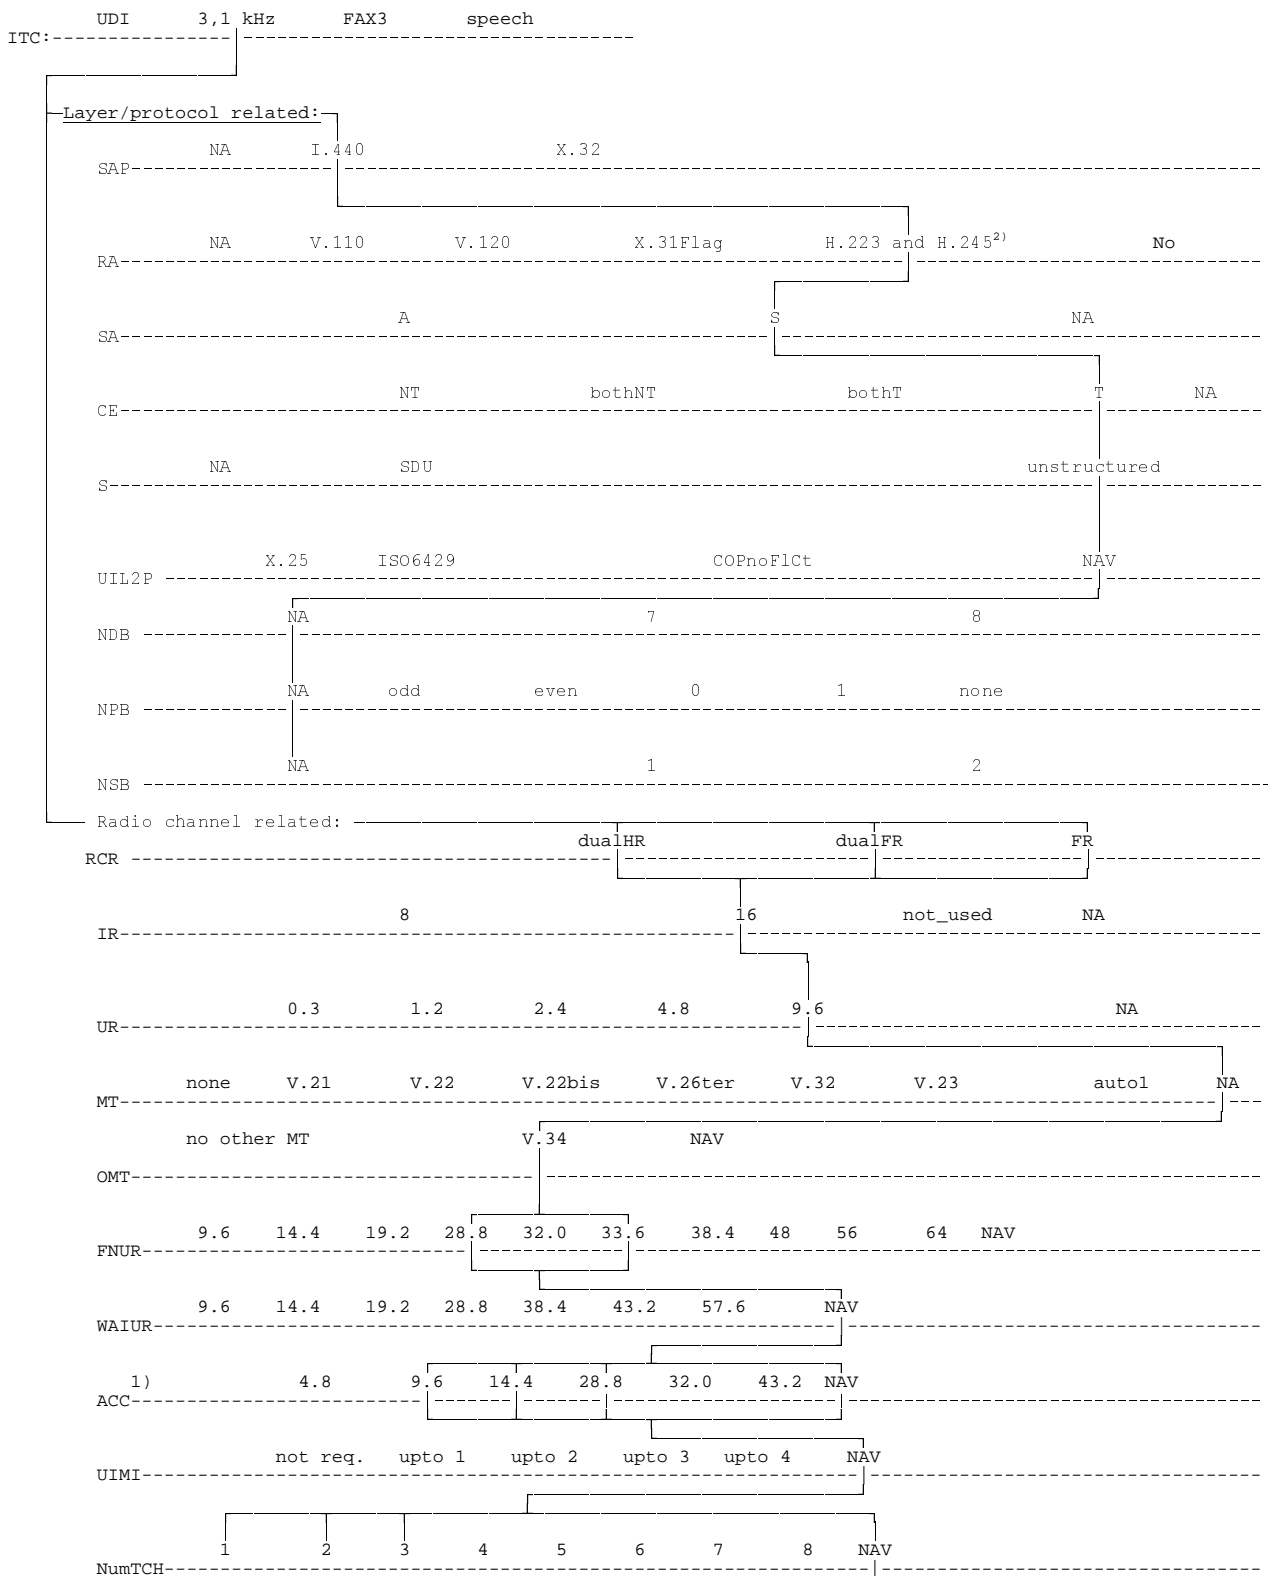 UDI 3,1 kHz FAX3 speech
ITC:
Layer/protocol related:
NA I.440 X.32
SAP
NA V.110 V.120 X.31Flag H.223 and H.245²⁾ No
RA
A S NA
SA
NT bothNT bothT T NA
CE
NA SDU unstructured
S
X.25 ISO6429 COPnoFlCt NAV
UIL2P
NA 7 8
NDB
NA odd even 0 1 none
NPB
NA 1 2
NSB
Radio channel related:
dualHR dualFR FR
RCR
8 16 not_used NA
IR
0.3 1.2 2.4 4.8 9.6 NA
UR
none V.21 V.22 V.22bis V.26ter V.32 V.23 auto1 NA
MT
no other MT V.34 NAV
OMT
9.6 14.4 19.2 28.8 32.0 33.6 38.4 48 56 64 NAV
FNUR
9.6 14.4 19.2 28.8 38.4 43.2 57.6 NAV
WAIUR
1) 4.8 9.6 14.4 28.8 32.0 43.2 NAV
ACC
not req. upto 1 upto 2 upto 3 upto 4 NAV
UIMI
1 2 3 4 5 6 7 8 NAV
NumTCH